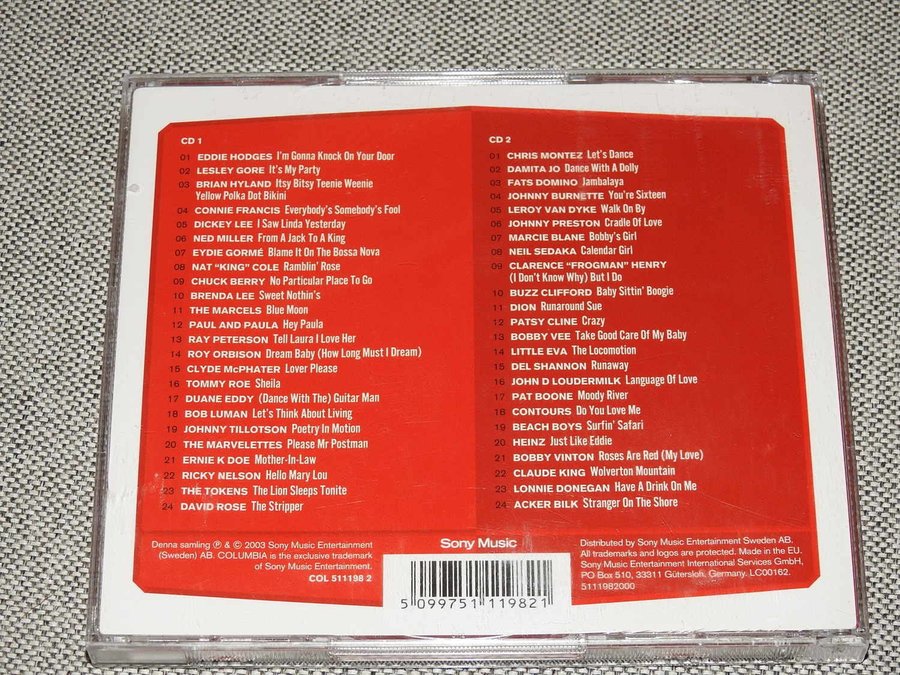 CD 1
01 EDDIE HODGES I'm Gonna Knock On Your Door
02 LESLEY GORE It's My Party
03 BRIAN HYLAND Itsy Bitsy Teenie Weenie
Yellow Polka Dot Bikini
04 CONNIE FRANCIS Everybody's Somebody's Fool
05 DICKEY LEE I Saw Linda Yesterday
06 NED MILLER From A Jack To A King
07 EYDIE GORMÉ Blame It On The Bossa Nova
08 NAT "KING" COLE Ramblin' Rose
09 CHUCK BERRY No Particular Place To Go
10 BRENDA LEE Sweet Nothin's
11 THE MARCELS Blue Moon
12 PAUL AND PAULA Hey Paula
13 RAY PETERSON Tell Laura I Love Her
14 ROY ORBISON Dream Baby (How Long Must I Dream)
15 CLYDE McPHATER Lover Please
16 TOMMY ROE Sheila
17 DUANE EDDY (Dance With The) Guitar Man
18 BOB LUMAN Let's Think About Living
19 JOHNNY TILLOTSON Poetry In Motion
20 THE MARVELETTES Please Mr Postman
21 ERNIE K DOE Mother-In-Law
22 RICKY NELSON Hello Mary Lou
23 THE TOKENS The Lion Sleeps Tonite
24 DAVID ROSE The Stripper
CD 2
01 CHRIS MONTEZ Let's Dance
02 DAMITA JO Dance With A Dolly
03 FATS DOMINO Jambalaya
04 JOHNNY BURNETTE You're Sixteen
05 LEROY VAN DYKE Walk On By
06 JOHNNY PRESTON Cradle Of Love
07 MARCIE BLANE Bobby's Girl
08 NEIL SEDAKA Calendar Girl
09 CLARENCE "FROGMAN" HENRY
(I Don't Know Why) But I Do
10 BUZZ CLIFFORD Baby Sittin' Boogie
11 DION Runaround Sue
12 PATSY CLINE Crazy
13 BOBBY VEE Take Good Care Of My Baby
14 LITTLE EVA The Locomotion
15 DEL SHANNON Runaway
16 JOHN D LOUDERMILK Language Of Love
17 PAT BOONE Moody River
18 CONTOURS Do You Love Me
19 BEACH BOYS Surfin' Safari
20 HEINZ Just Like Eddie
21 BOBBY VINTON Roses Are Red (My Love)
22 CLAUDE KING Wolverton Mountain
23 LONNIE DONEGAN Have A Drink On Me
24 ACKER BILK Stranger On The Shore
Denna samling ℗ & © 2003 Sony Music Entertainment
(Sweden) AB. COLUMBIA is the exclusive trademark
of Sony Music Entertainment.
COL 511198 2
Sony Music
5 099751 119821
Distributed by Sony Music Entertainment Sweden AB.
All trademarks and logos are protected. Made in the EU.
Sony Music Entertainment International Services GmbH,
PO Box 510, 33311 Gütersloh, Germany. LC00162.
5111982000